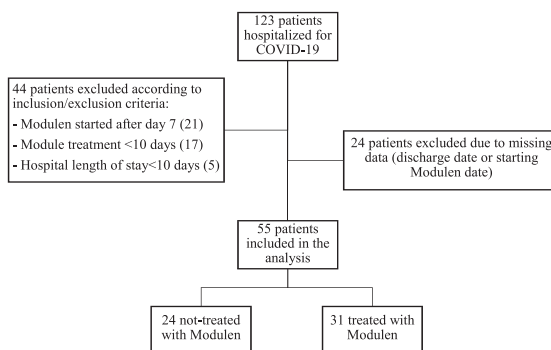 123 patients
hospitalized for
COVID-19
44 patients excluded according to
inclusion/exclusion criteria:
- Modulen started after day 7 (21)
- Module treatment <10 days (17)
- Hospital length of stay<10 days (5)
24 patients excluded due to missing
data (discharge date or starting
Modulen date)
55 patients
included in the
analysis
24 not-treated
with Modulen
31 treated with
Modulen